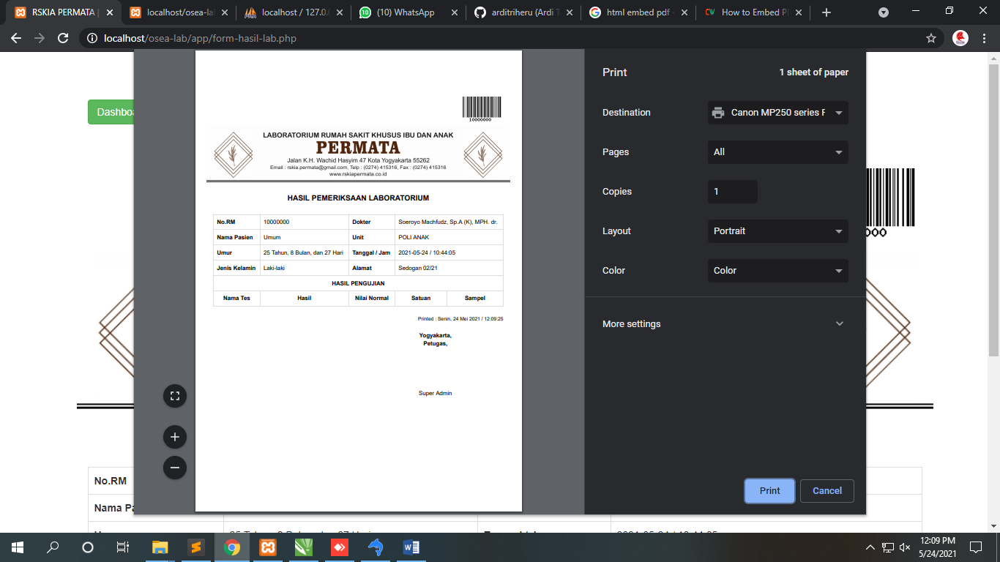 RSKIA PERMATA |
localhost/osea-la
localhost / 127.0.
(10) WhatsApp
arditriheru (Ardi T
html embed pdf -
How to Embed P
localhost/osea-lab/app/form-hasil-lab.php
Dashboa
10000000
LABORATORIUM RUMAH SAKIT KHUSUS IBU DAN ANAK
PERMATA
Jalan K.H. Wachid Hasyim 47 Kota Yogyakarta 55262
Email : rskia.permata@gmail.com, Telp : (0274) 415316, Fax : (0274) 415316
www.rskiapermata.co.id
HASIL PEMERIKSAAN LABORATORIUM
No.RM 10000000 Dokter Soeroyo Machfudz, Sp.A (K), MPH. dr.
Nama Pasien Umum Unit POLI ANAK
Umur 25 Tahun, 8 Bulan, dan 27 Hari Tanggal / Jam 2021-05-24 / 10:44:05
Jenis Kelamin Laki-laki Alamat Sedogan 02/21
HASIL PENGUJIAN
Nama Tes Hasil Nilai Normal Satuan Sampel
Printed : Senin, 24 Mei 2021 / 12:09:25
Yogyakarta,
Petugas,
Super Admin
Print 1 sheet of paper
Destination Canon MP250 series F
Pages All
Copies 1
Layout Portrait
Color Color
More settings
Print Cancel
000
No.RM
Nama Pa
12:09 PM
5/24/2021